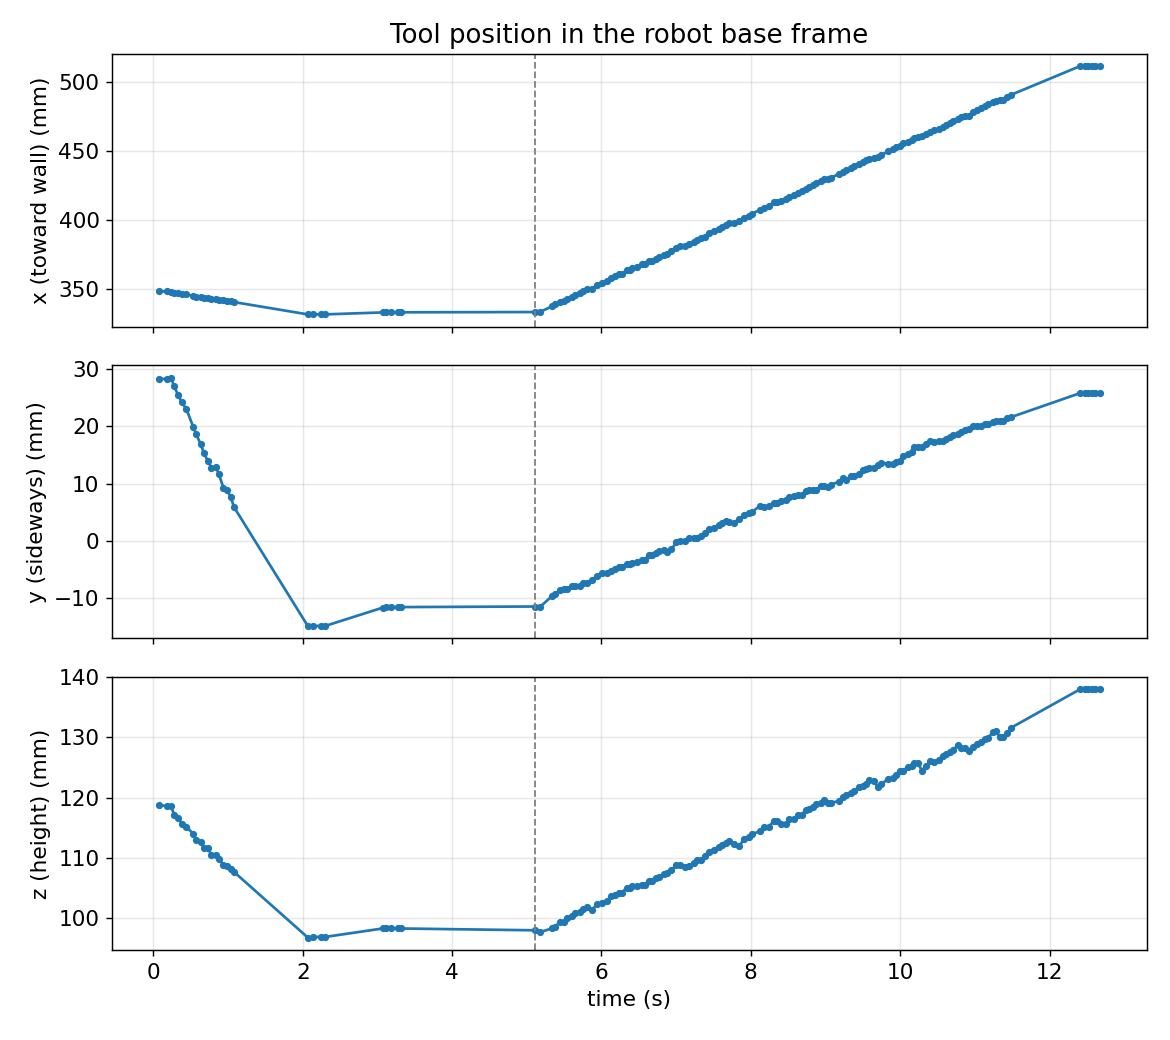 Tool position in the robot base frame
x (toward wall) (mm)
500
450
400
350
y (sideways) (mm)
30
20
10
0
−10
z (height) (mm)
140
130
120
110
100
0 2 4 6 8 10 12
time (s)